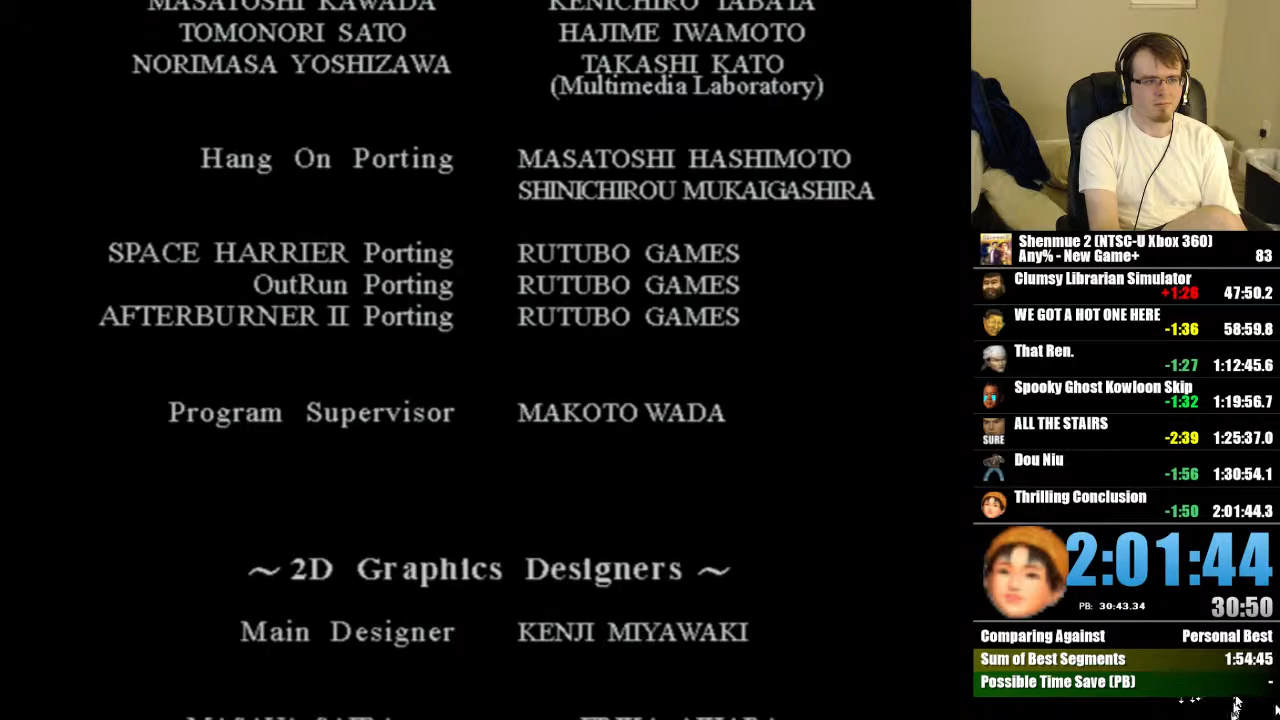 MASATOSHI KAWADA KENICHIRO TABATA
TOMONORI SATO HAJIME IWAMOTO
NORIMASA YOSHIZAWA TAKASHI KATO
(Multimedia Laboratory)
Hang On Porting MASATOSHI HASHIMOTO
SHINICHIROU MUKAIGASHIRA
SPACE HARRIER Porting RUTUBO GAMES
OutRun Porting RUTUBO GAMES
AFTERBURNER II Porting RUTUBO GAMES
Program Supervisor MAKOTO WADA
～ 2D Graphics Designers ～
Main Designer KENJI MIYAWAKI
Shenmue 2 (NTSC-U Xbox 360)
Any% - New Game+ 83
Clumsy Librarian Simulator
+1:26 47:50.2
WE GOT A HOT ONE HERE
-1:36 58:59.8
That Ren.
-1:27 1:12:45.6
Spooky Ghost Kowloon Skip
-1:32 1:19:56.7
ALL THE STAIRS
SURE -2:39 1:25:37.0
Dou Niu
-1:56 1:30:54.1
Thrilling Conclusion
-1:50 2:01:44.3
2:01:44
PB: 30:43.34 30:50
Comparing Against Personal Best
Sum of Best Segments 1:54:45
Possible Time Save (PB) -